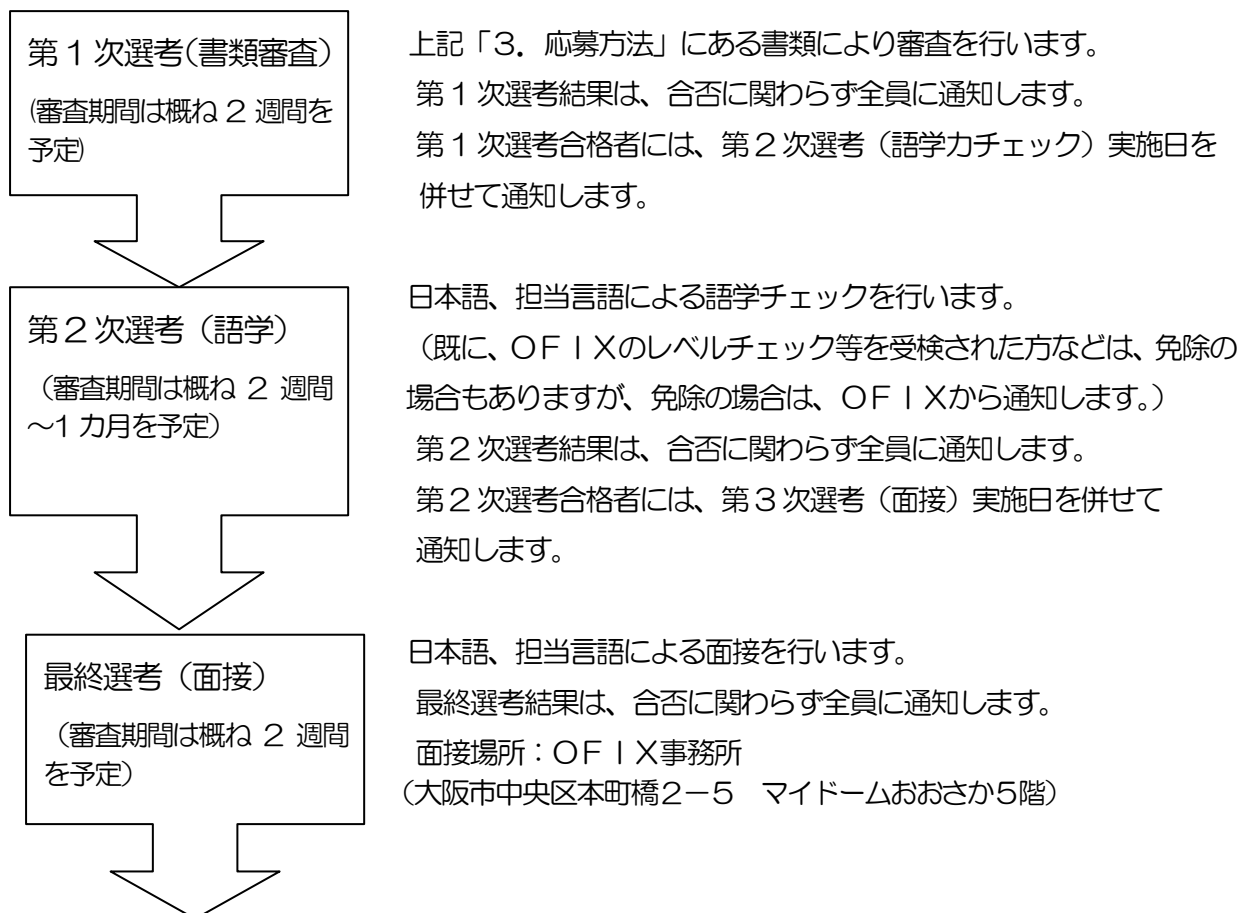 第1次選考(書類審査)
(審査期間は概ね2週間を
予定)
上記「3．応募方法」にある書類により審査を行います。
第1次選考結果は、合否に関わらず全員に通知します。
第1次選考合格者には、第2次選考（語学力チェック）実施日を
併せて通知します。
第2次選考（語学）
（審査期間は概ね2週間
～1カ月を予定）
日本語、担当言語による語学チェックを行います。
（既に、ＯＦＩＸのレベルチェック等を受検された方などは、免除の
場合もありますが、免除の場合は、ＯＦＩＸから通知します。）
第2次選考結果は、合否に関わらず全員に通知します。
第2次選考合格者には、第3次選考（面接）実施日を併せて
通知します。
最終選考（面接）
（審査期間は概ね2週間
を予定）
日本語、担当言語による面接を行います。
最終選考結果は、合否に関わらず全員に通知します。
面接場所：ＯＦＩＸ事務所
（大阪市中央区本町橋２－５　マイドームおおさか５階）